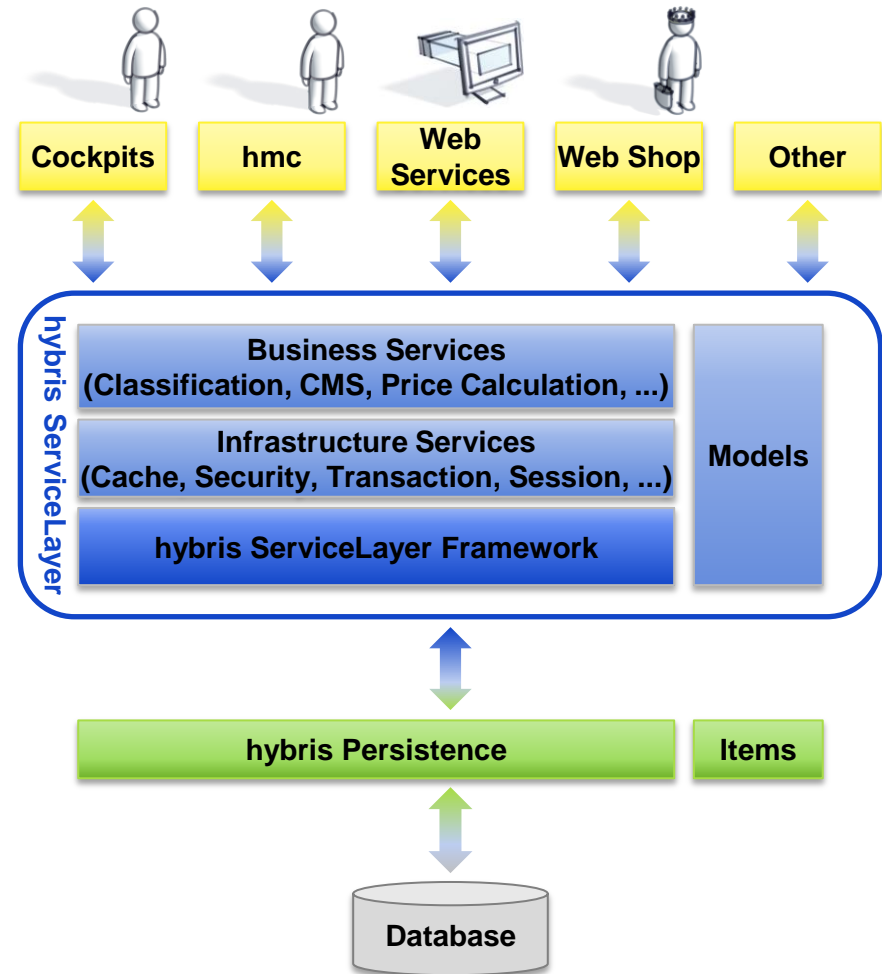 Cockpits
hmc
Web
Services
Web Shop
Other
hybris ServiceLayer
Business Services
(Classification, CMS, Price Calculation, ...)
Infrastructure Services
(Cache, Security, Transaction, Session, ...)
hybris ServiceLayer Framework
Models
hybris Persistence
Items
Database